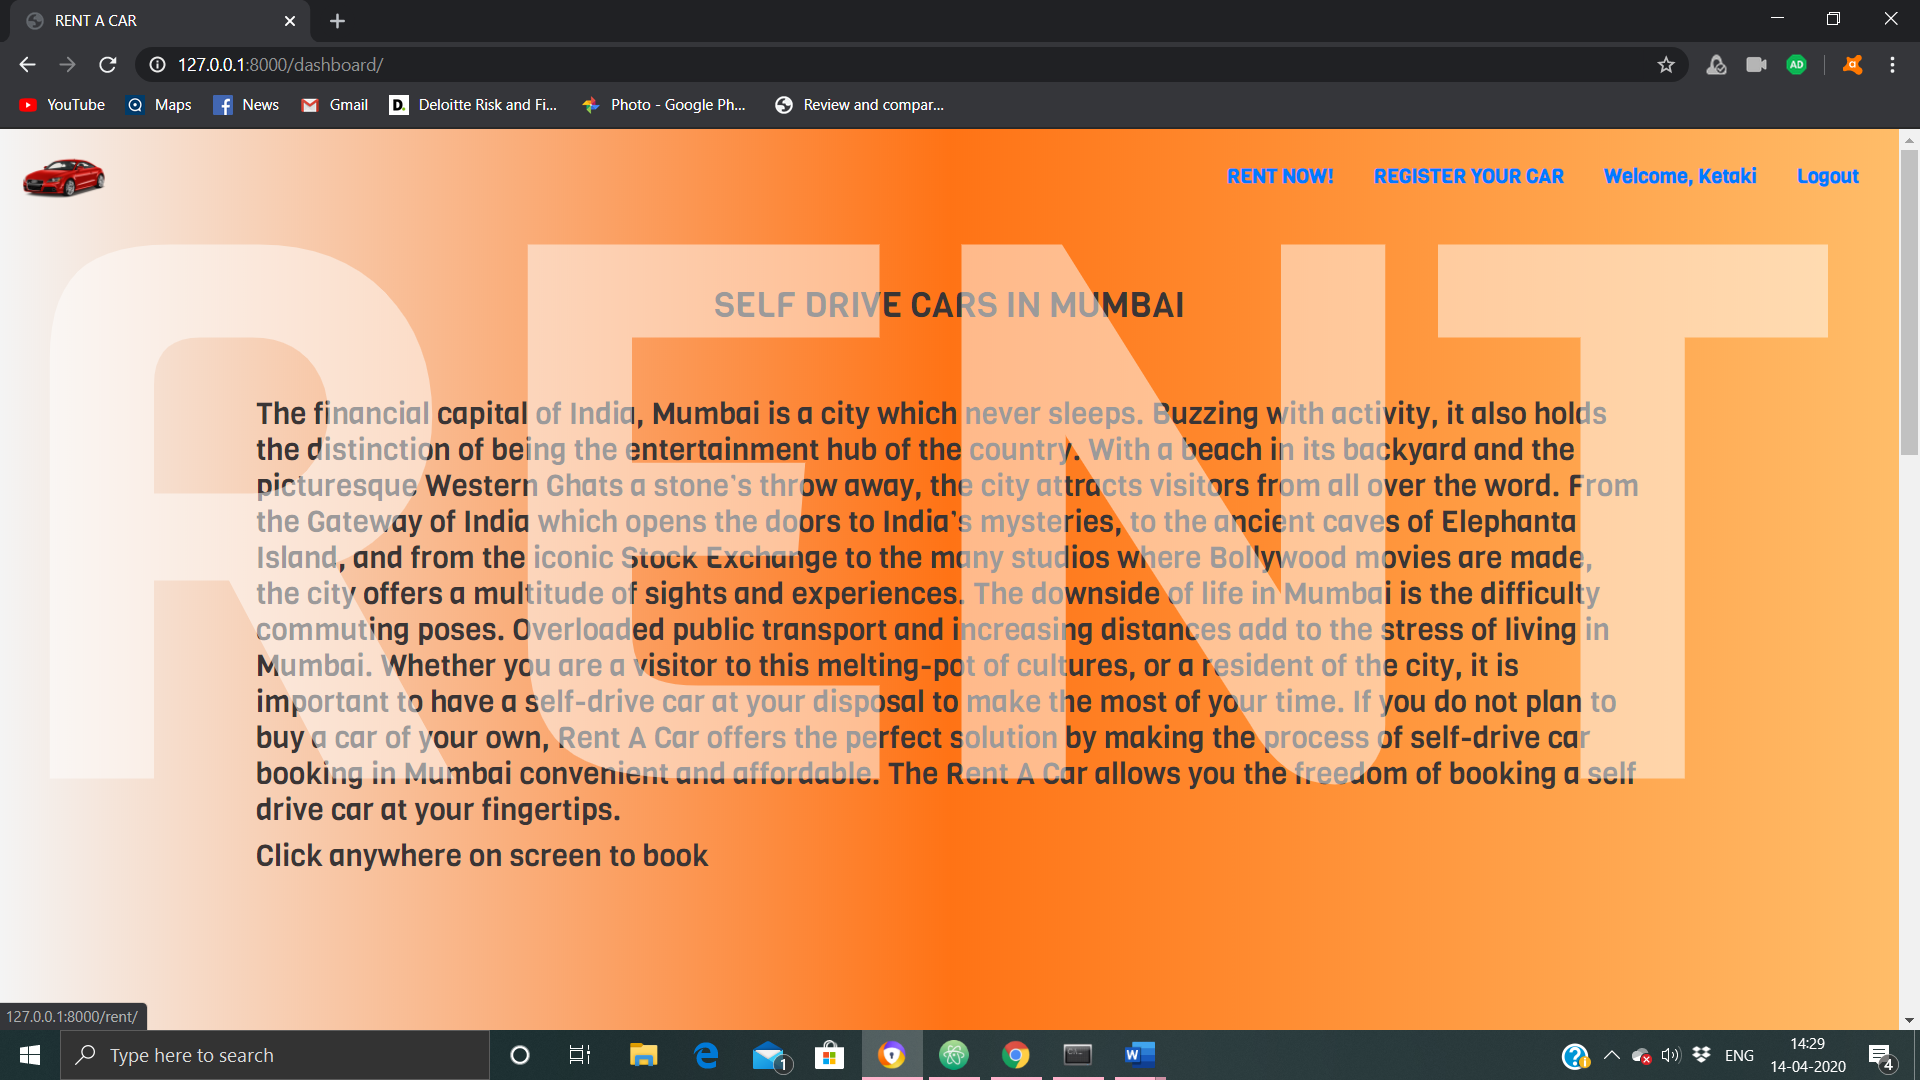 RENT A CAR
127.0.0.1:8000/dashboard/
AD
YouTube Maps News Gmail Deloitte Risk and Fi... Photo - Google Ph... Review and compar...
RENT NOW! REGISTER YOUR CAR Welcome, Ketaki Logout
RENT
SELF DRIVE CARS IN MUMBAI
The financial capital of India, Mumbai is a city which never sleeps. Buzzing with activity, it also holds
the distinction of being the entertainment hub of the country. With a beach in its backyard and the
picturesque Western Ghats a stone's throw away, the city attracts visitors from all over the word. From
the Gateway of India which opens the doors to India's mysteries, to the ancient caves of Elephanta
Island, and from the iconic Stock Exchange to the many studios where Bollywood movies are made,
the city offers a multitude of sights and experiences. The downside of life in Mumbai is the difficulty
commuting poses. Overloaded public transport and increasing distances add to the stress of living in
Mumbai. Whether you are a visitor to this melting-pot of cultures, or a resident of the city, it is
important to have a self-drive car at your disposal to make the most of your time. If you do not plan to
buy a car of your own, Rent A Car offers the perfect solution by making the process of self-drive car
booking in Mumbai convenient and affordable. The Rent A Car allows you the freedom of booking a self
drive car at your fingertips.
Click anywhere on screen to book
127.0.0.1:8000/rent/
Type here to search
1
ENG
14:29
14-04-2020
4